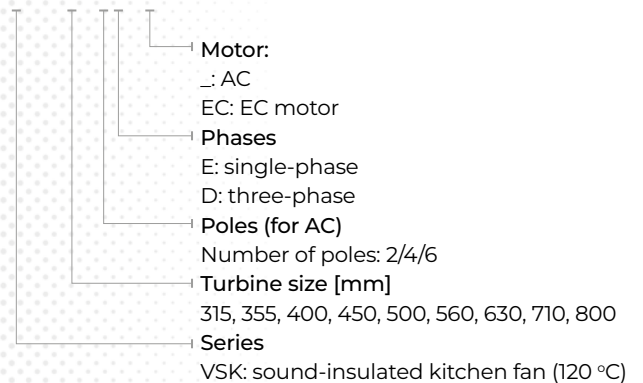 Motor:
_: AC
EC: EC motor
Phases
E: single-phase
D: three-phase
Poles (for AC)
Number of poles: 2/4/6
Turbine size [mm]
315, 355, 400, 450, 500, 560, 630, 710, 800
Series
VSK: sound-insulated kitchen fan (120 °C)